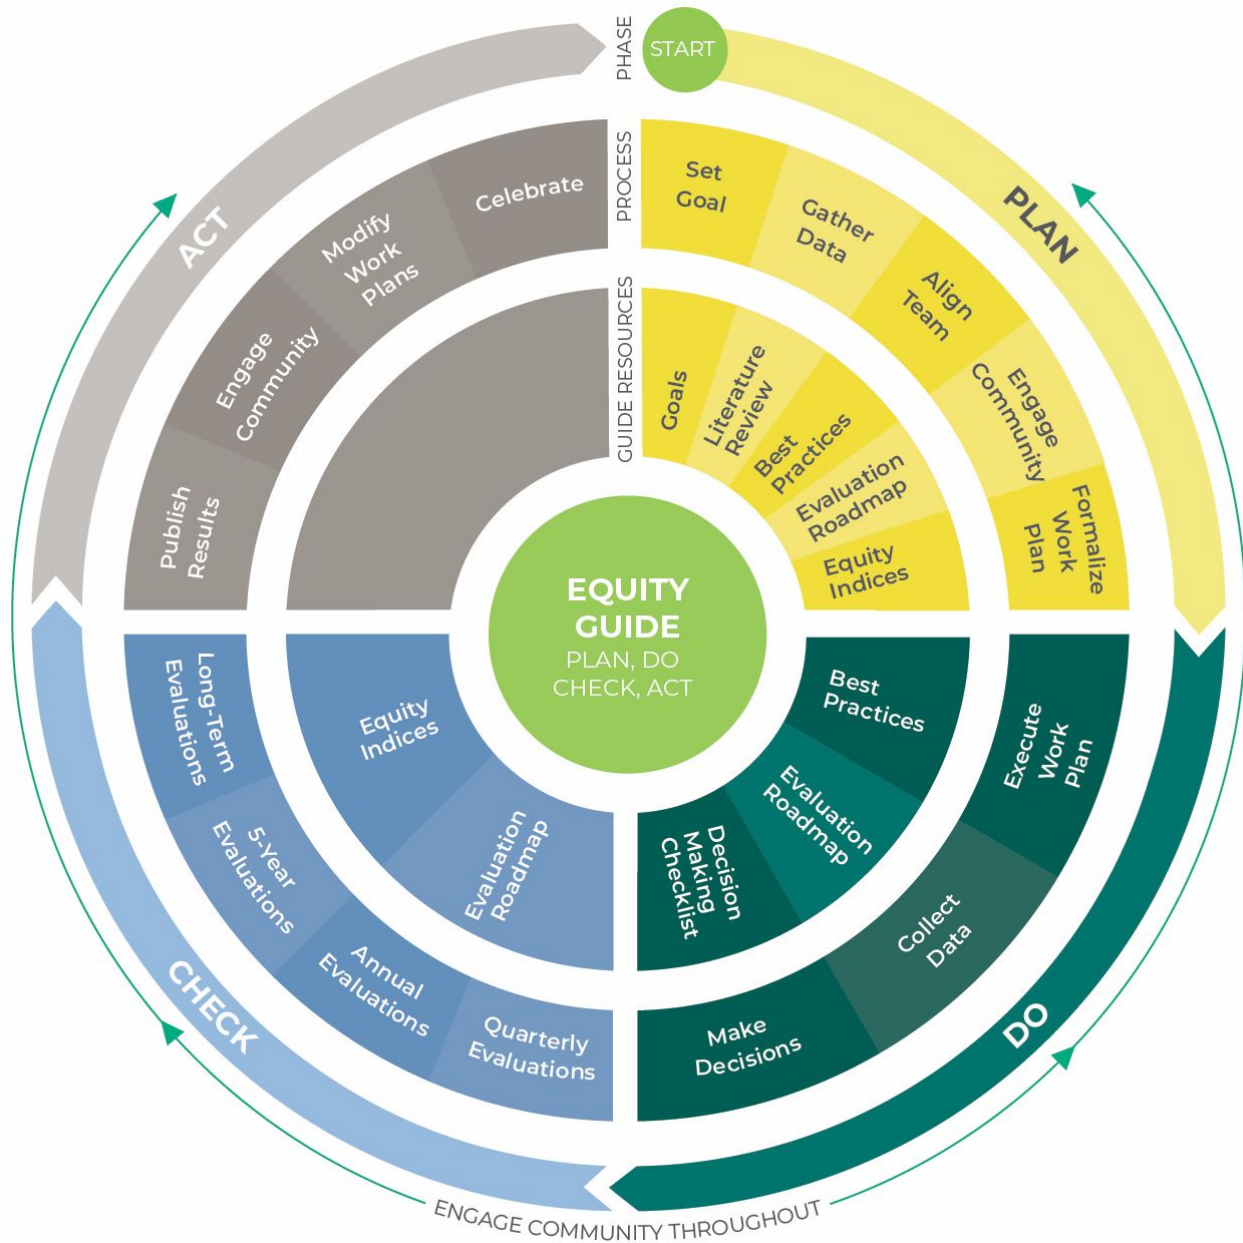 PHASE
START
PLAN
DO
CHECK
ACT
PROCESS
Set
Goal
Gather
Data
Align
Team
Engage
Community
Formalize
Work
Plan
Execute
Work
Plan
Collect
Data
Make
Decisions
Quarterly
Evaluations
Annual
Evaluations
5-Year
Evaluations
Long-Term
Evaluations
Publish
Results
Engage
Community
Modify
Work
Plans
Celebrate
GUIDE RESOURCES
Goals
Literature
Review
Best
Practices
Evaluation
Roadmap
Equity
Indices
Best
Practices
Evaluation
Roadmap
Decision
Making
Checklist
Evaluation
Roadmap
Equity
Indices
EQUITY
GUIDE
PLAN, DO
CHECK, ACT
ENGAGE COMMUNITY THROUGHOUT